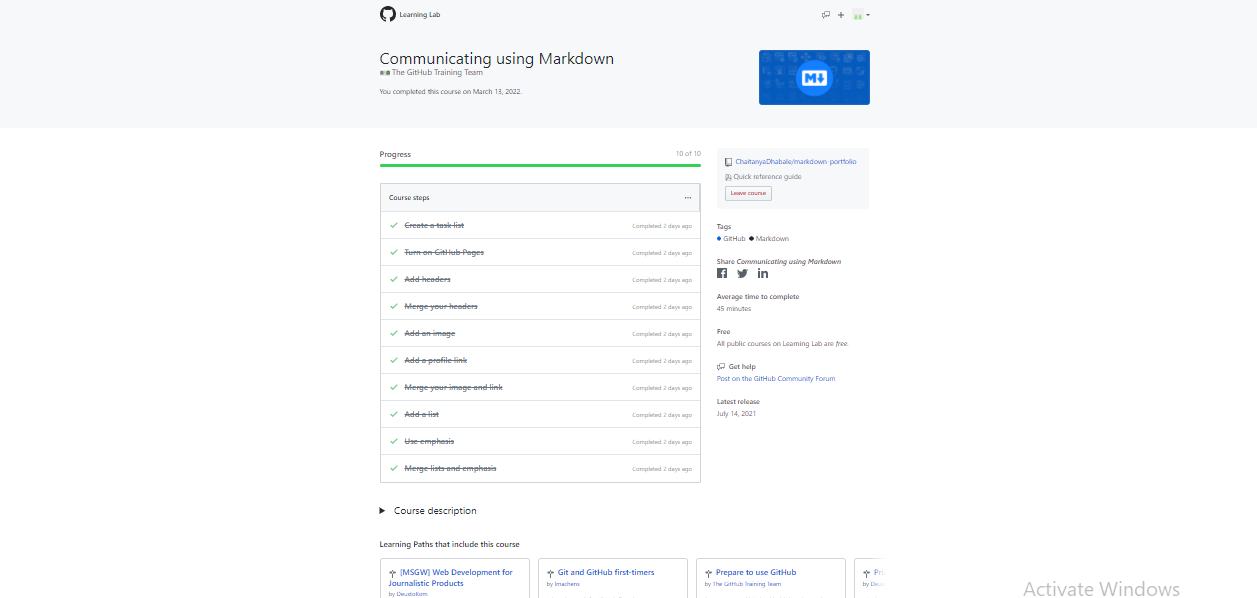 Learning Lab
Communicating using Markdown
The GitHub Training Team
You completed this course on March 13, 2022.
Progress
10 of 10
Course steps
Create a task list
Completed 2 days ago
Turn on GitHub Pages
Completed 2 days ago
Add headers
Completed 2 days ago
Merge your headers
Completed 2 days ago
Add an image
Completed 2 days ago
Add a profile link
Completed 2 days ago
Merge your image and link
Completed 2 days ago
Add a list
Completed 2 days ago
Use emphasis
Completed 2 days ago
Merge lists and emphasis
Completed 2 days ago
ChaitanyaDhabale/markdown-portfolio
Quick reference guide
Leave course
Tags
GitHub Markdown
Share Communicating using Markdown
Average time to complete
45 minutes
Free
All public courses on Learning Lab are free.
Get help
Post on the GitHub Community Forum
Latest release
July 14, 2021
Course description
Learning Paths that include this course
[MSGW] Web Development for
Journalistic Products
by DeustoKom
Git and GitHub first-timers
by lmachens
Prepare to use GitHub
by The GitHub Training Team
by
Activate Windows